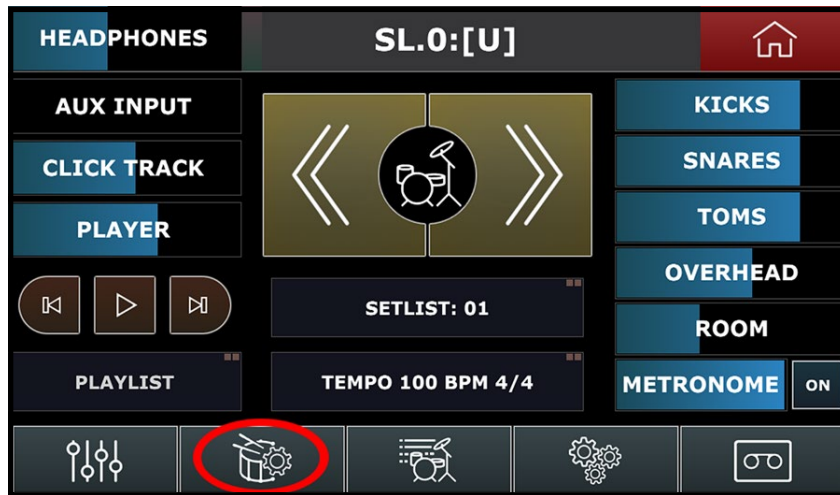 HEADPHONES
SL.0:[U]
AUX INPUT
CLICK TRACK
PLAYER
PLAYLIST
SETLIST: 01
TEMPO 100 BPM 4/4
KICKS
SNARES
TOMS
OVERHEAD
ROOM
METRONOME ON